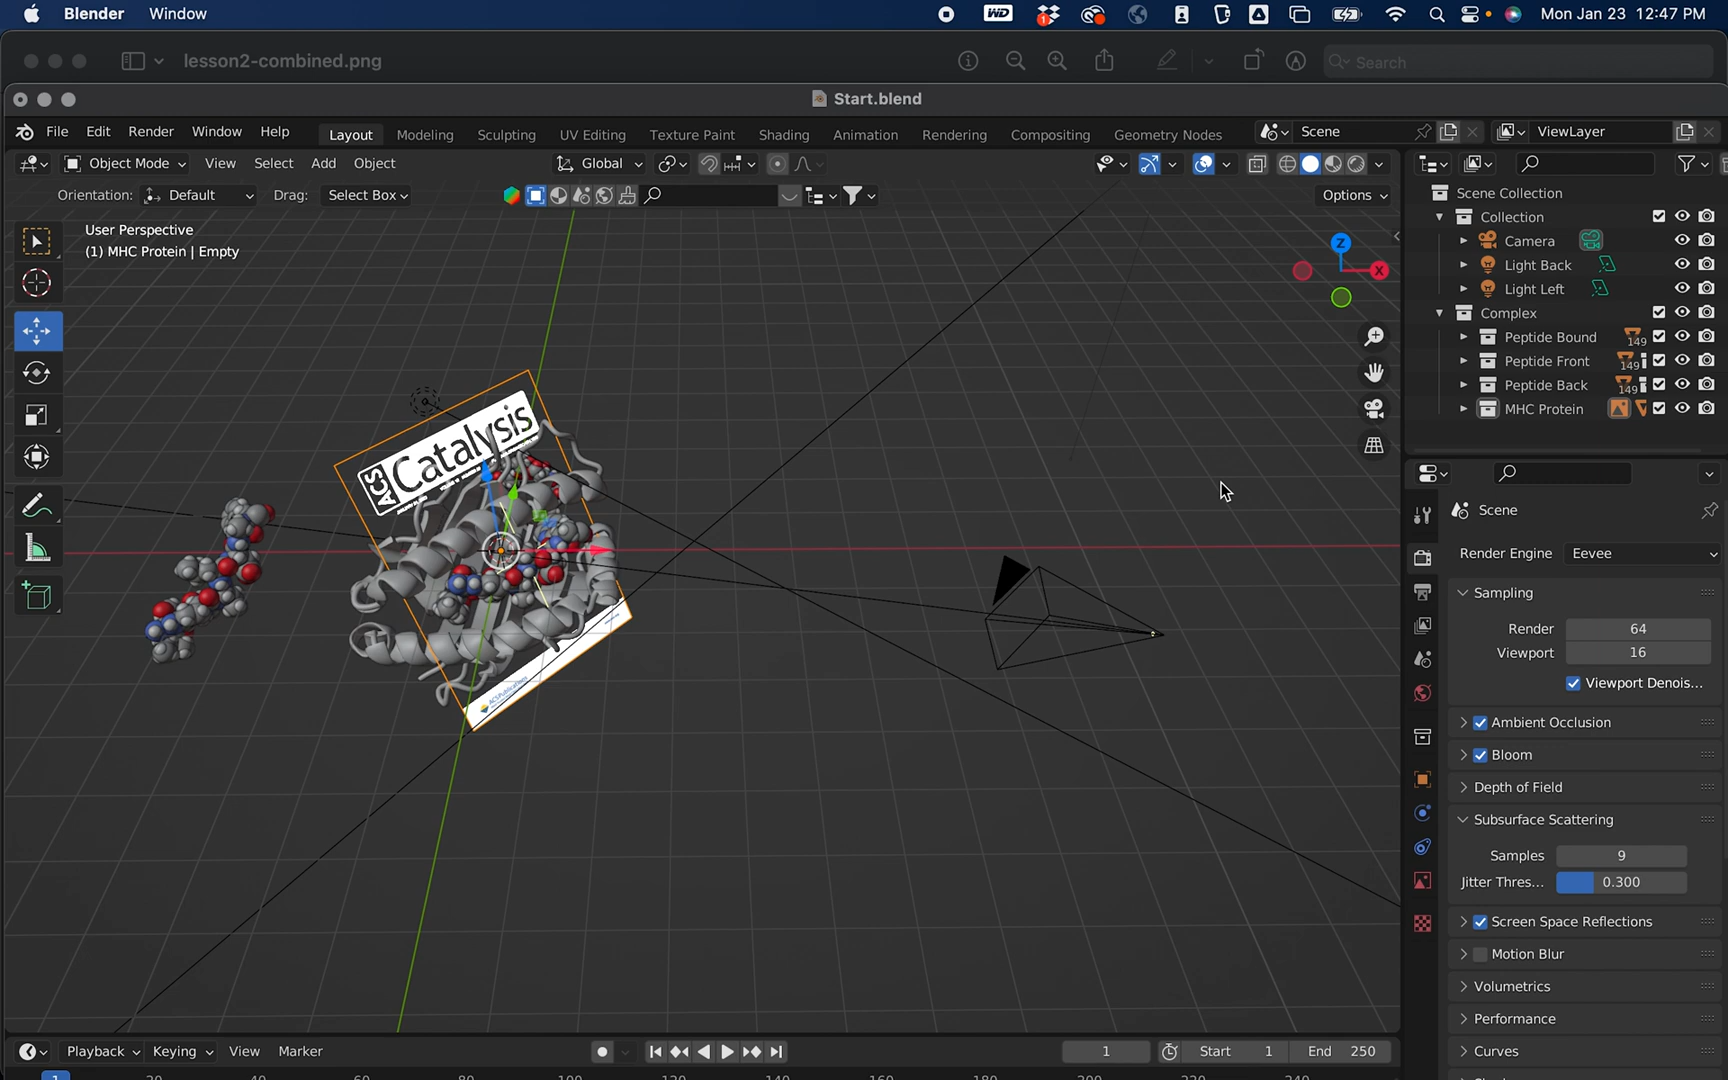 Blender Window Mon Jan 23 12:47 PM
WD 1
lesson2-combined.png Search
Start.blend
File Edit Render Window Help Layout Modeling Sculpting UV Editing Texture Paint Shading Animation Rendering Compositing Geometry Nodes Scene ViewLayer
Object Mode View Select Add Object Global
Orientation: Default Drag: Select Box Options
User Perspective
(1) MHC Protein | Empty
Z
X
ACS Catalysis
ACS Publications
Scene Collection
Collection
Camera
Light Back
Light Left
Complex
Peptide Bound 149
Peptide Front 149
Peptide Back 149
MHC Protein
Scene
Render Engine Eevee
Sampling
Render 64
Viewport 16
Viewport Denois...
Ambient Occlusion
Bloom
Depth of Field
Subsurface Scattering
Samples 9
Jitter Thres... 0.300
Screen Space Reflections
Motion Blur
Volumetrics
Performance
Curves
Playback Keying View Marker 1 Start 1 End 250
1 20 40 60 80 100 120 140 160 180 200 220 240